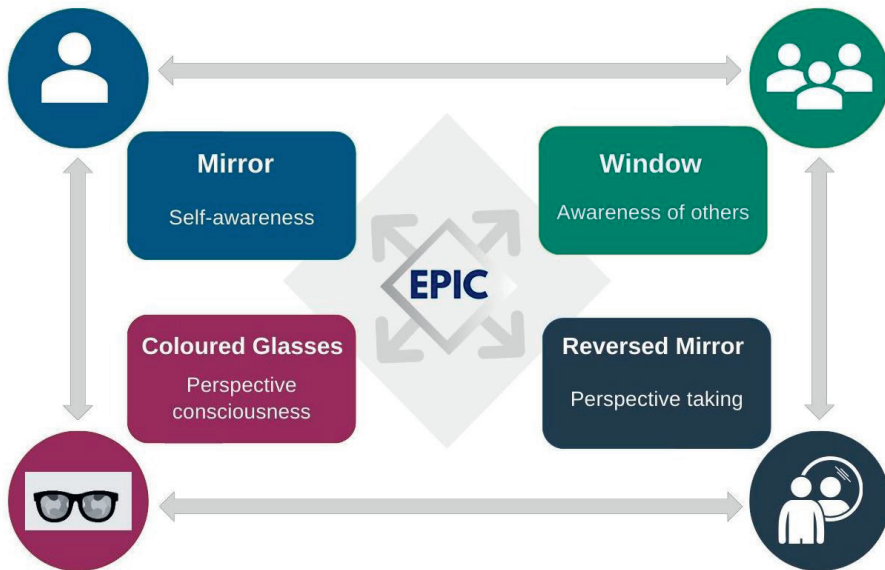 Mirror
Self-awareness
Window
Awareness of others
EPIC
Coloured Glasses
Perspective
consciousness
Reversed Mirror
Perspective taking